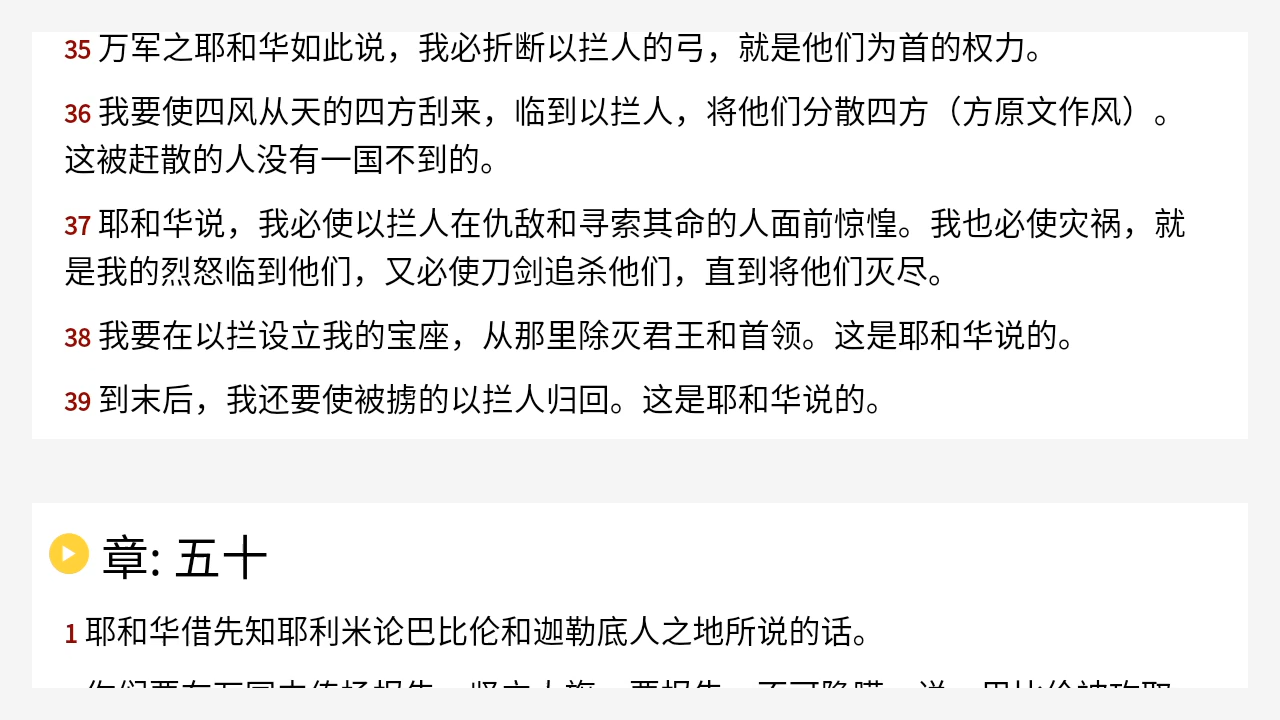 35 万军之耶和华如此说，我必折断以拦人的弓，就是他们为首的权力。
36 我要使四风从天的四方刮来，临到以拦人，将他们分散四方（方原文作风）。
这被赶散的人没有一国不到的。
37 耶和华说，我必使以拦人在仇敌和寻索其命的人面前惊惶。我也必使灾祸，就
是我的烈怒临到他们，又必使刀剑追杀他们，直到将他们灭尽。
38 我要在以拦设立我的宝座，从那里除灭君王和首领。这是耶和华说的。
39 到末后，我还要使被掳的以拦人归回。这是耶和华说的。
章: 五十
1 耶和华借先知耶利米论巴比伦和迦勒底人之地所说的话。